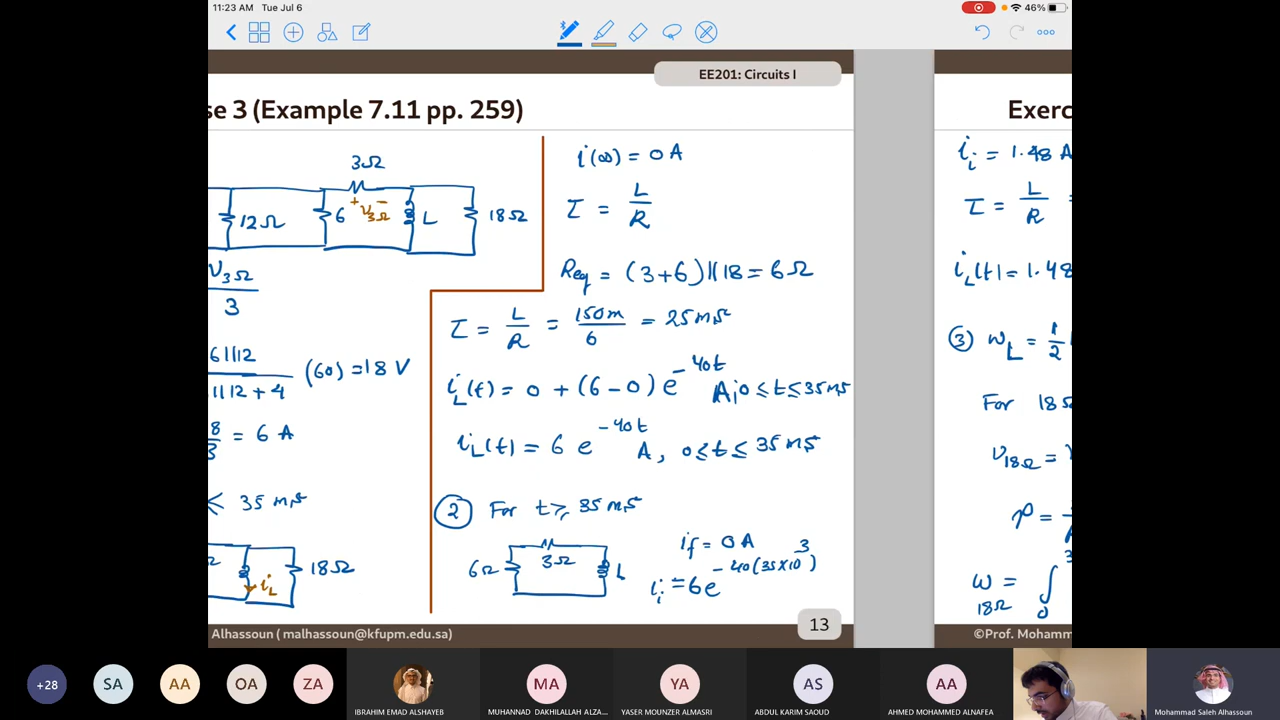 11:23 AM Tue Jul 6
46%
EE201: Circuits I
se 3 (Example 7.11 pp. 259)
Exerc
3Ω
12Ω
6
+ V3Ω −
L
18Ω
V3Ω
3
6||12
||12 + 4
(60) = 18 V
8
3
= 6 A
≤ 35 ms
18Ω
iL
i(∞) = 0 A
τ = L/R
Req = (3+6)||18 = 6Ω
τ = L/R = 150m/6 = 25 ms
iL(t) = 0 + (6-0) e^-40t A, 0 ≤ t ≤ 35 ms
iL(t) = 6 e^-40t A, 0 ≤ t ≤ 35 ms
2 For t ≥ 35 ms
6Ω
3Ω
L
if = 0 A
ii = 6e^-40(35×10^3)
ii = 1.48 A
τ = L/R
iL(t) = 1.48
3 wL = 1/2
For 18Ω
V18Ω =
p =
w18Ω = ∫
0
3
Alhassoun ( malhassoun@kfupm.edu.sa)
13
©Prof. Mohamm
+28
SA
AA
OA
ZA
IBRAHIM EMAD ALSHAYEB
MA
MUHANNAD DAKHILALLAH ALZA...
YA
YASER MOUNZER ALMASRI
AS
ABDUL KARIM SAOUD
AA
AHMED MOHAMMED ALNAFEA
Mohammad Saleh Alhassoun